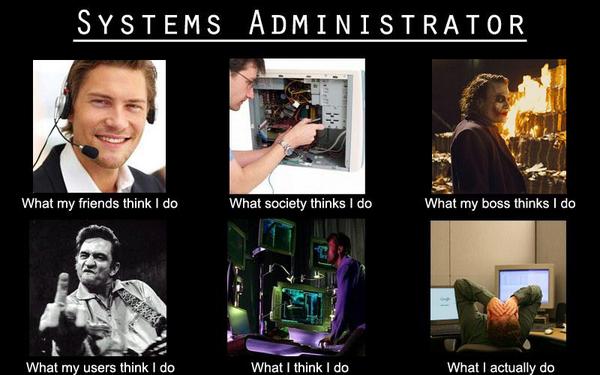 Systems Administrator
What my friends think I do
What society thinks I do
What my boss thinks I do
What my users think I do
What I think I do
What I actually do
Google